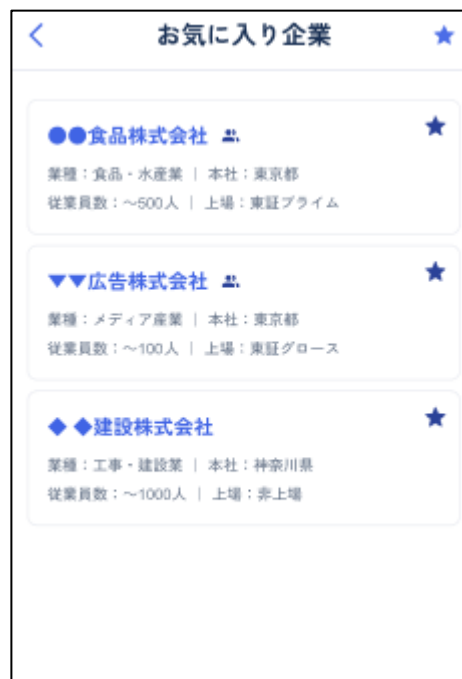 お気に入り企業
●●食品株式会社
業種：食品・水産業 | 本社：東京都
従業員数：～500人 | 上場：東証プライム
▼▼広告株式会社
業種：メディア産業 | 本社：東京都
従業員数：～100人 | 上場：東証グロース
◆ ◆建設株式会社
業種：工事・建設業 | 本社：神奈川県
従業員数：～1000人 | 上場：非上場